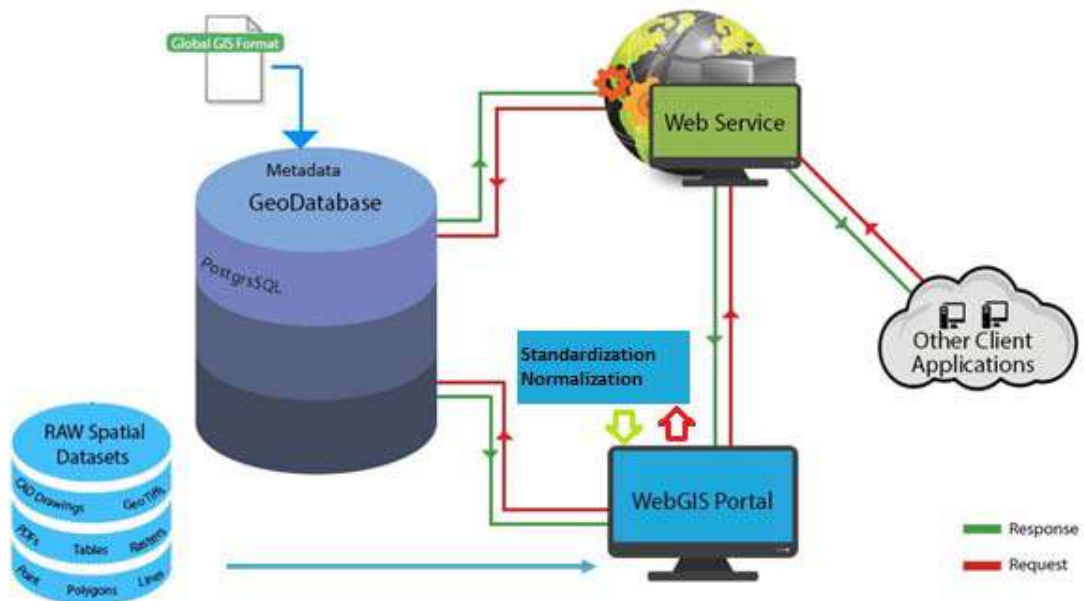 Global GIS Format
Metadata
GeoDatabase
PostgrsSQL
Web Service
Other Client
Applications
Standardization
Normalization
RAW Spatial
Datasets
CAD Drawings GeoTiffs
PDFs Tables Rasters
Point Polygons Lines
WebGIS Portal
Response
Request